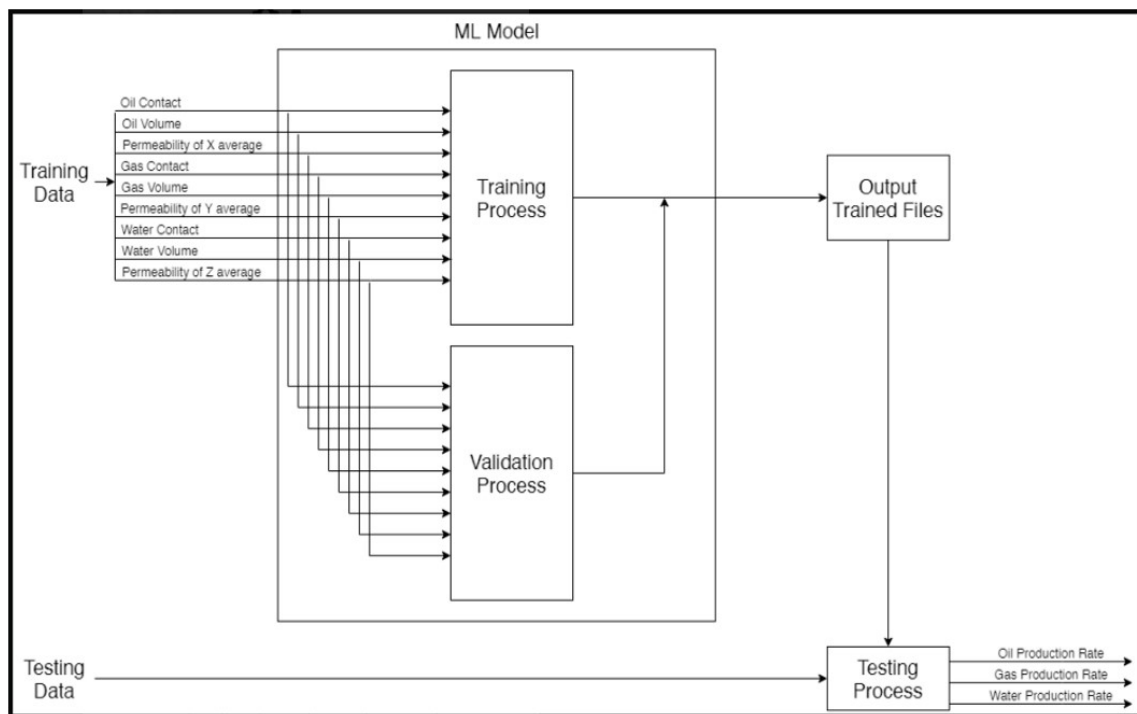 ML Model
Oil Contact
Oil Volume
Permeability of X average
Gas Contact
Gas Volume
Permeability of Y average
Water Contact
Water Volume
Permeability of Z average
Training
Data
Training
Process
Output
Trained Files
Validation
Process
Testing
Data
Testing
Process
Oil Production Rate
Gas Production Rate
Water Production Rate